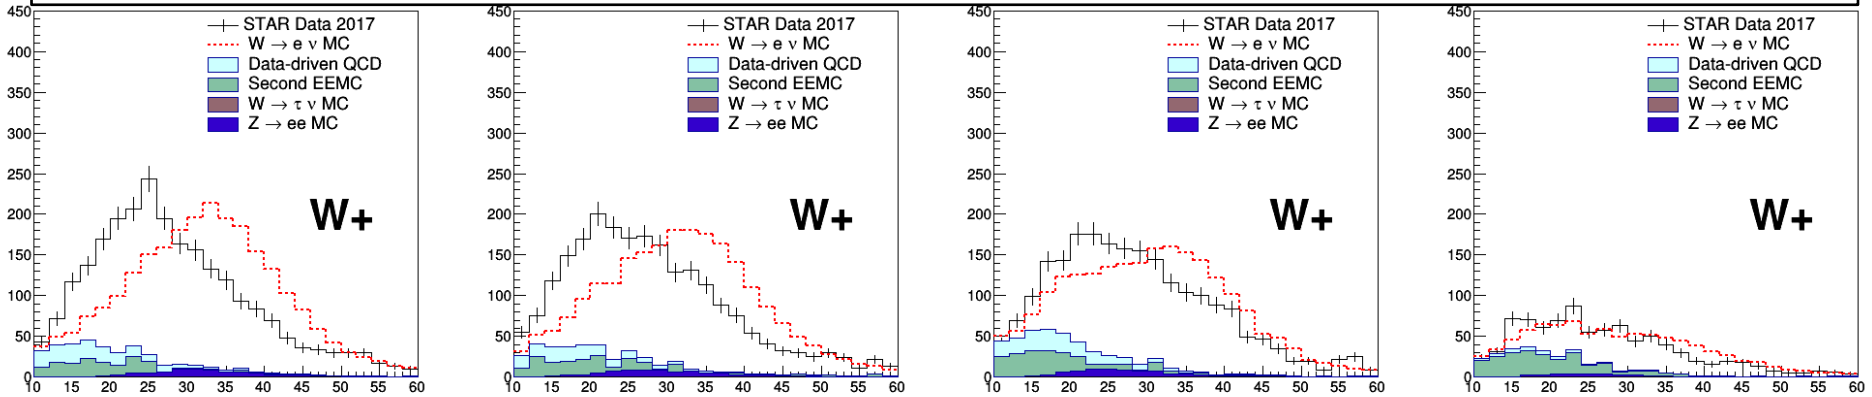 450
400
350
300
250
200
150
100
50
0
10 15 20 25 30 35 40 45 50 55 60
STAR Data 2017
W → e ν MC
Data-driven QCD
Second EEMC
W → τ ν MC
Z → ee MC
W+
450
400
350
300
250
200
150
100
50
0
10 15 20 25 30 35 40 45 50 55 60
STAR Data 2017
W → e ν MC
Data-driven QCD
Second EEMC
W → τ ν MC
Z → ee MC
W+
450
400
350
300
250
200
150
100
50
0
10 15 20 25 30 35 40 45 50 55 60
STAR Data 2017
W → e ν MC
Data-driven QCD
Second EEMC
W → τ ν MC
Z → ee MC
W+
450
400
350
300
250
200
150
100
50
0
10 15 20 25 30 35 40 45 50 55 60
STAR Data 2017
W → e ν MC
Data-driven QCD
Second EEMC
W → τ ν MC
Z → ee MC
W+